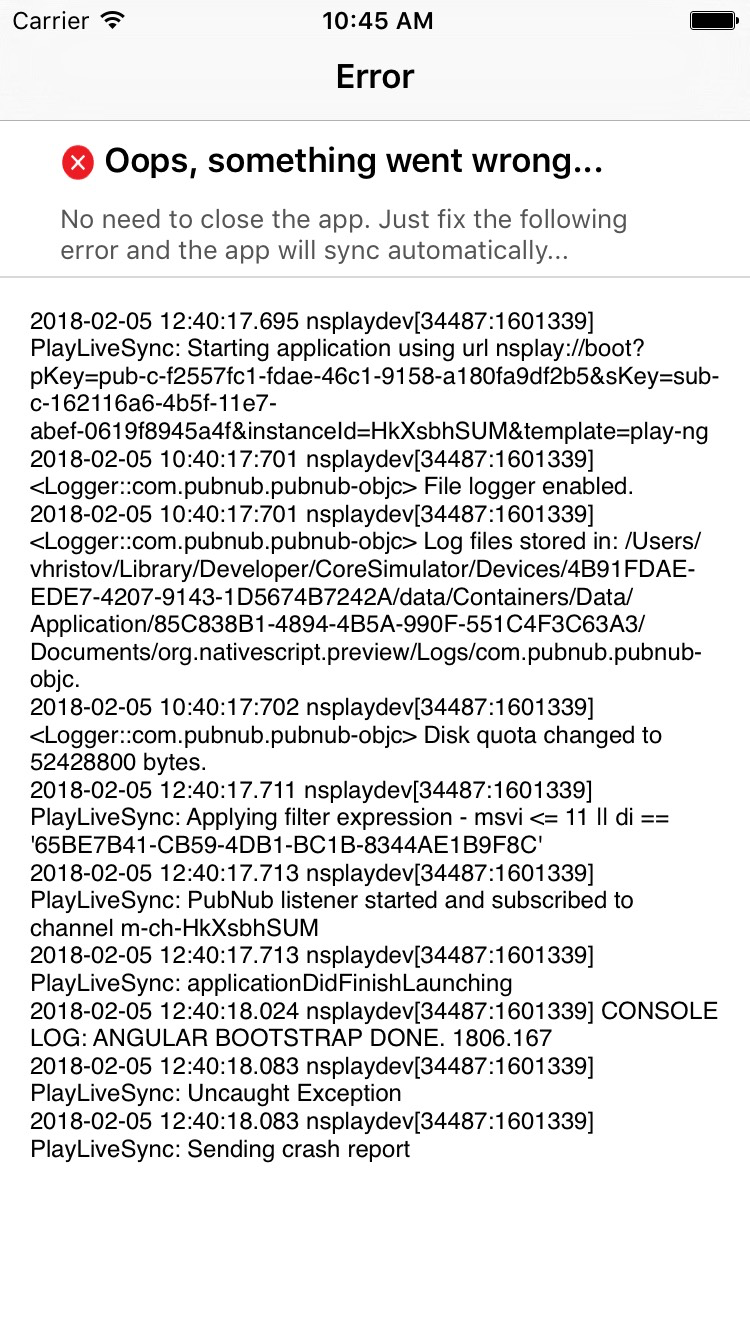 Carrier 10:45 AM
Error
Oops, something went wrong...
No need to close the app. Just fix the following
error and the app will sync automatically...
2018-02-05 12:40:17.695 nsplaydev[34487:1601339]
PlayLiveSync: Starting application using url nsplay://boot?
pKey=pub-c-f2557fc1-fdae-46c1-9158-a180fa9df2b5&sKey=sub-
c-162116a6-4b5f-11e7-
abef-0619f8945a4f&instanceId=HkXsbhSUM&template=play-ng
2018-02-05 10:40:17:701 nsplaydev[34487:1601339]
<Logger::com.pubnub.pubnub-objc> File logger enabled.
2018-02-05 10:40:17:701 nsplaydev[34487:1601339]
<Logger::com.pubnub.pubnub-objc> Log files stored in: /Users/
vhristov/Library/Developer/CoreSimulator/Devices/4B91FDAE-
EDE7-4207-9143-1D5674B7242A/data/Containers/Data/
Application/85C838B1-4894-4B5A-990F-551C4F3C63A3/
Documents/org.nativescript.preview/Logs/com.pubnub.pubnub-
objc.
2018-02-05 10:40:17:702 nsplaydev[34487:1601339]
<Logger::com.pubnub.pubnub-objc> Disk quota changed to
52428800 bytes.
2018-02-05 12:40:17.711 nsplaydev[34487:1601339]
PlayLiveSync: Applying filter expression - msvi <= 11 || di ==
'65BE7B41-CB59-4DB1-BC1B-8344AE1B9F8C'
2018-02-05 12:40:17.713 nsplaydev[34487:1601339]
PlayLiveSync: PubNub listener started and subscribed to
channel m-ch-HkXsbhSUM
2018-02-05 12:40:17.713 nsplaydev[34487:1601339]
PlayLiveSync: applicationDidFinishLaunching
2018-02-05 12:40:18.024 nsplaydev[34487:1601339] CONSOLE
LOG: ANGULAR BOOTSTRAP DONE. 1806.167
2018-02-05 12:40:18.083 nsplaydev[34487:1601339]
PlayLiveSync: Uncaught Exception
2018-02-05 12:40:18.083 nsplaydev[34487:1601339]
PlayLiveSync: Sending crash report